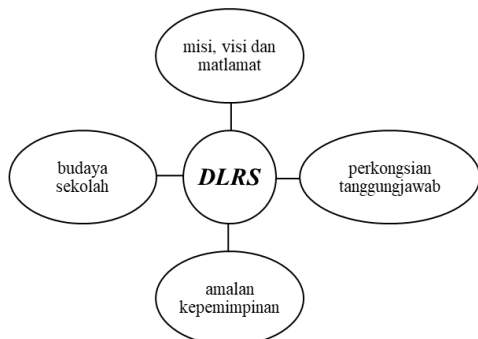 misi, visi dan
matlamat
budaya
sekolah
DLRS
perkongsian
tanggungjawab
amalan
kepemimpinan